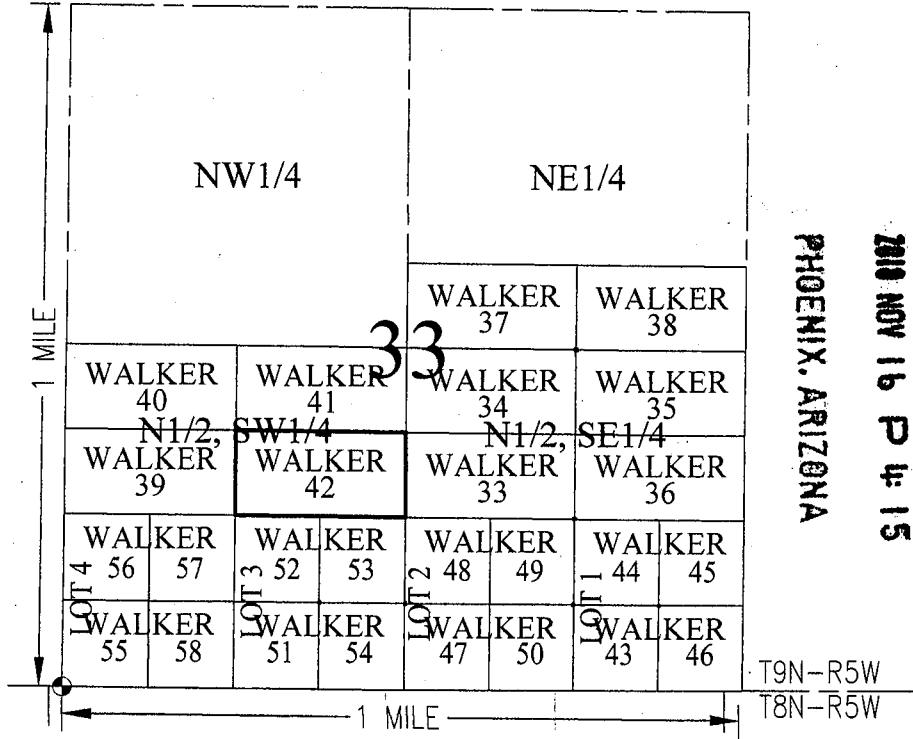 NW1/4
NE1/4
1 MILE
33
WALKER
37
WALKER
38
WALKER
40
WALKER
41
WALKER
34
WALKER
35
N1/2, SW1/4
N1/2, SE1/4
WALKER
39
WALKER
42
WALKER
33
WALKER
36
WALKER
56 57
WALKER
52 53
WALKER
48 49
WALKER
44 45
LOT 4
LOT 3
LOT 2
LOT 1
WALKER
55 58
WALKER
51 54
WALKER
47 50
WALKER
43 46
T9N-R5W
T8N-R5W
1 MILE
PHOENIX, ARIZONA
NOV 16 P 4: 15